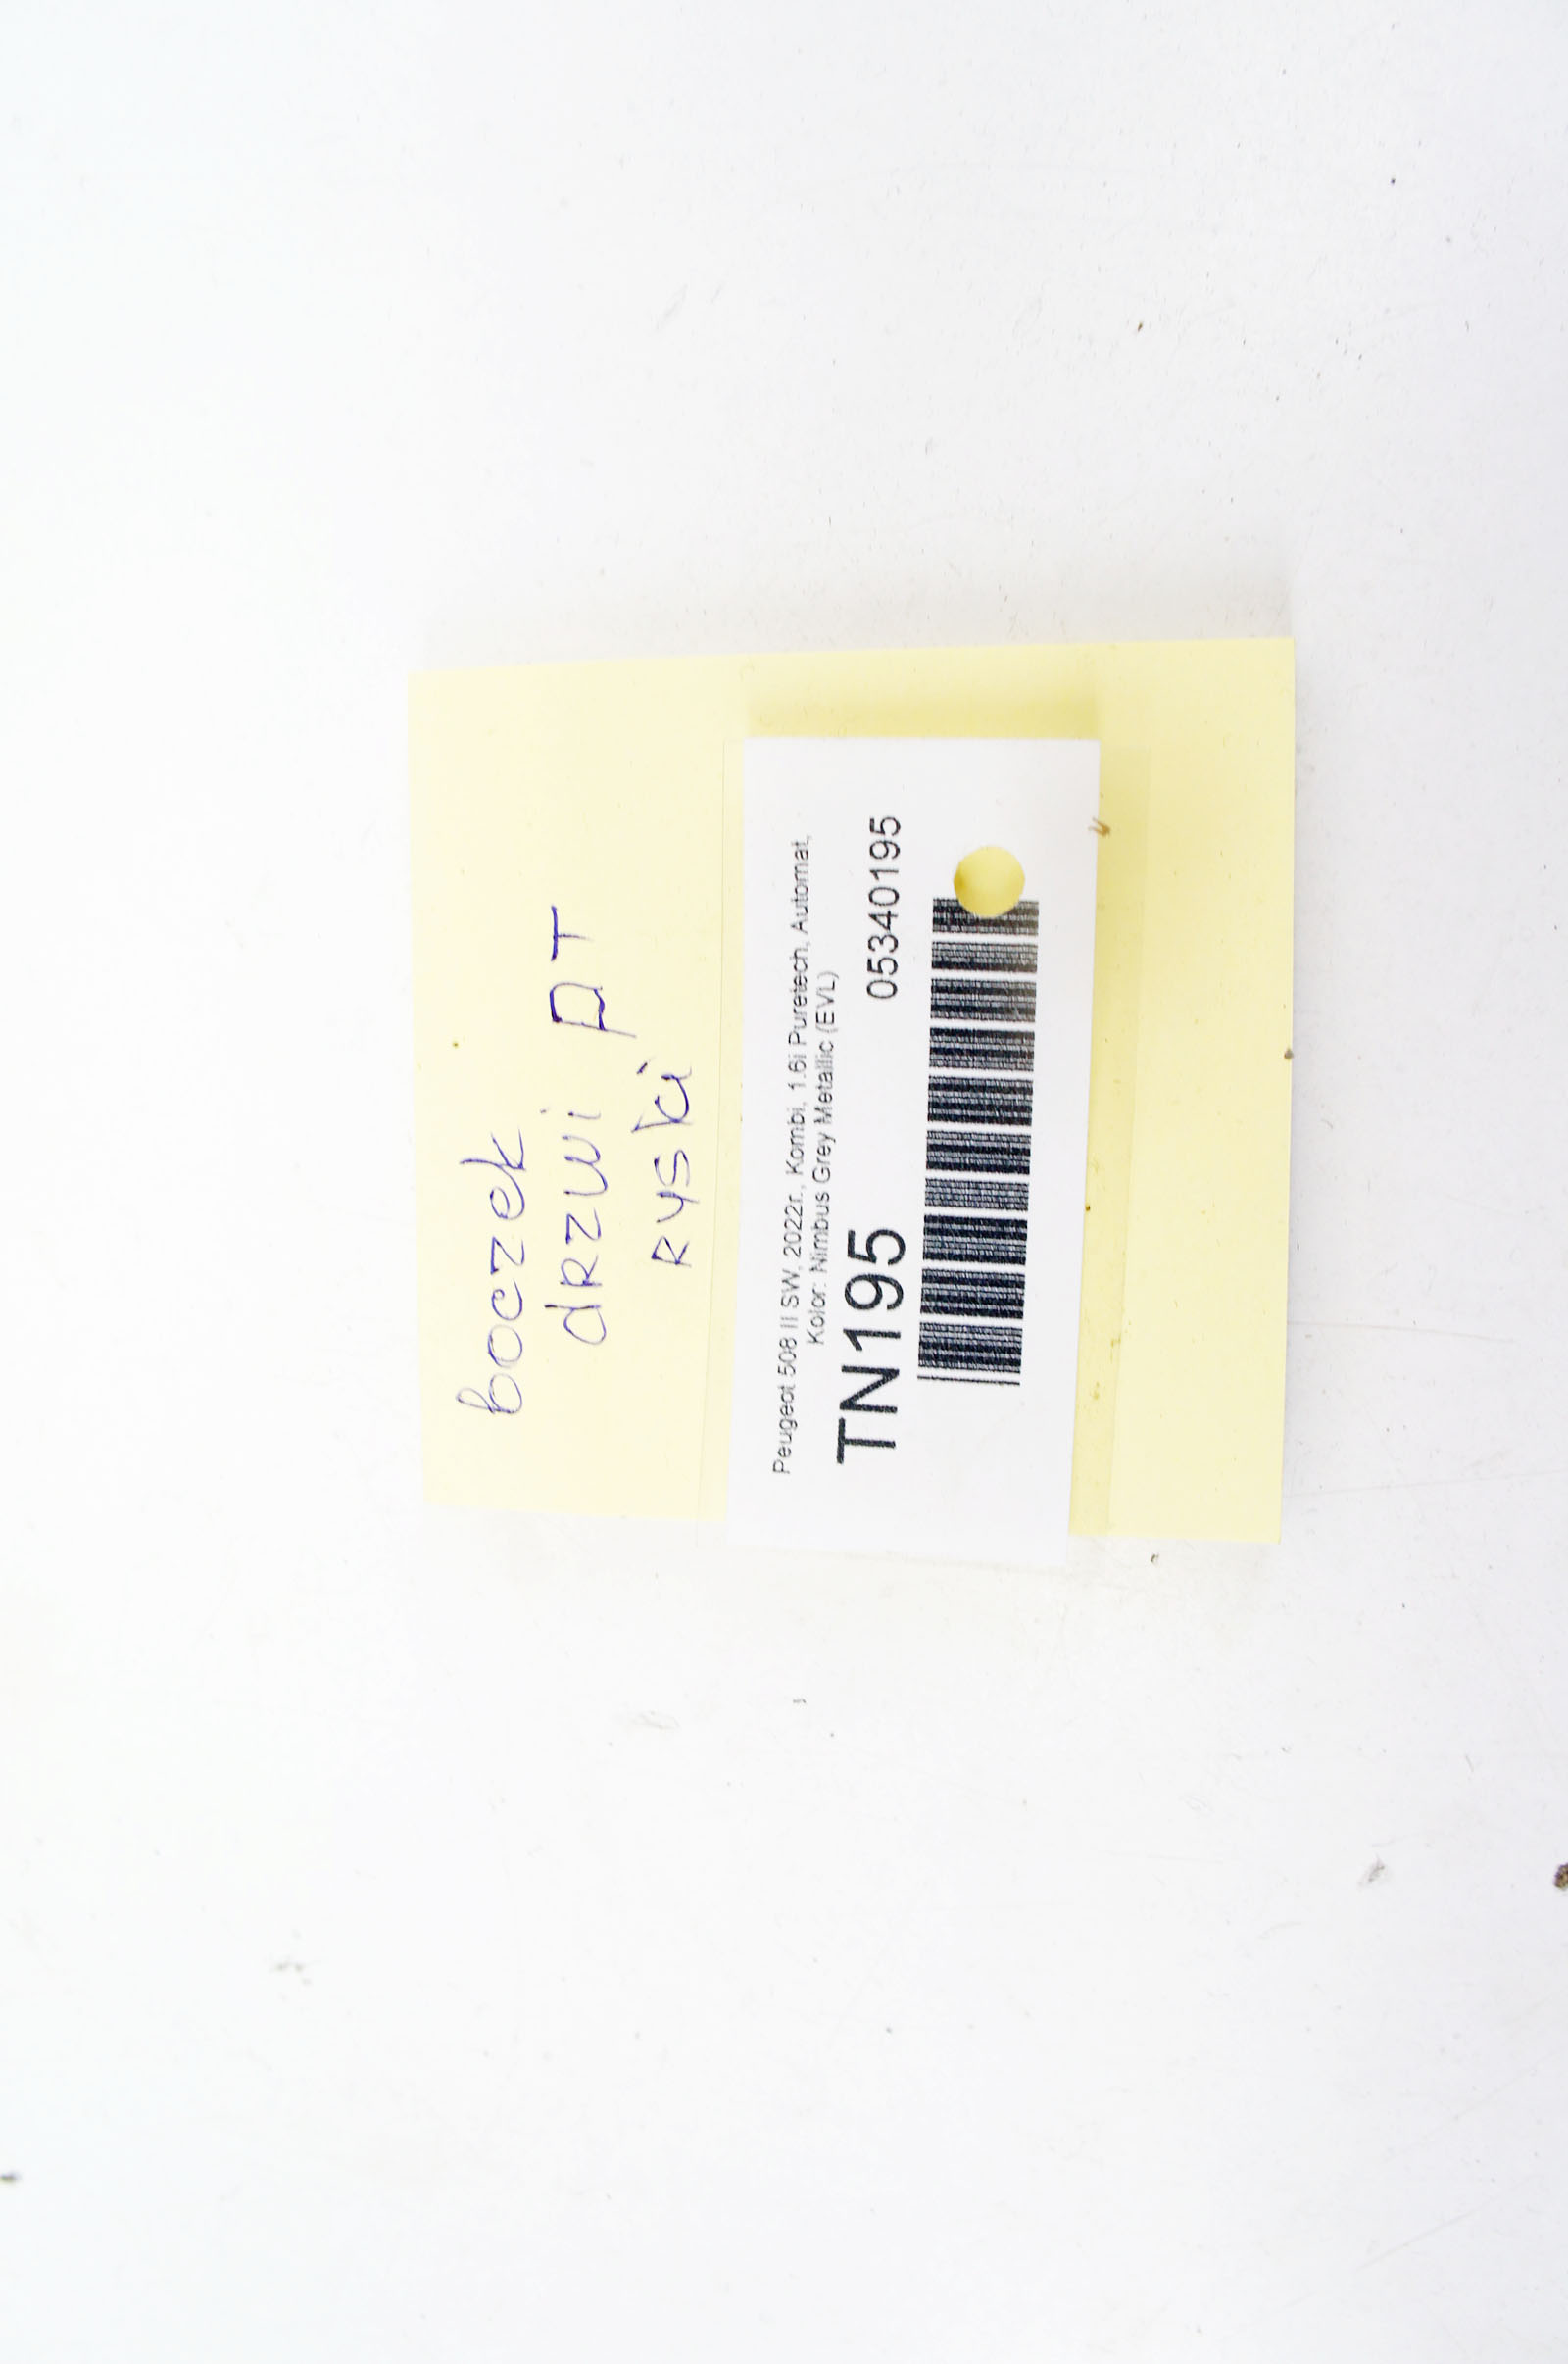 boczek
drzwi PT
ryski
Peugeot 508 II SW, 2022r., Kombi, 1.6i Puretech, Automat,
Kolor: Nimbus Grey Metallic (EVL)
TN195 05340195